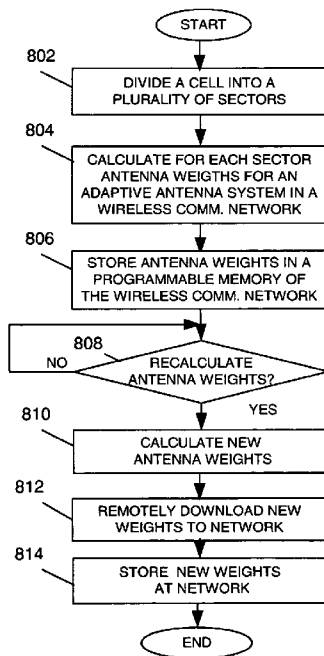 START
802
DIVIDE A CELL INTO A
PLURALITY OF SECTORS
804
CALCULATE FOR EACH SECTOR
ANTENNA WEIGTHS FOR AN
ADAPTIVE ANTENNA SYSTEM IN A
WIRELESS COMM. NETWORK
806
STORE ANTENNA WEIGHTS IN A
PROGRAMMABLE MEMORY OF
THE WIRELESS COMM. NETWORK
808
NO
RECALCULATE
ANTENNA WEIGHTS?
YES
810
CALCULATE NEW
ANTENNA WEIGHTS
812
REMOTELY DOWNLOAD NEW
WEIGHTS TO NETWORK
814
STORE NEW WEIGHTS
AT NETWORK
END